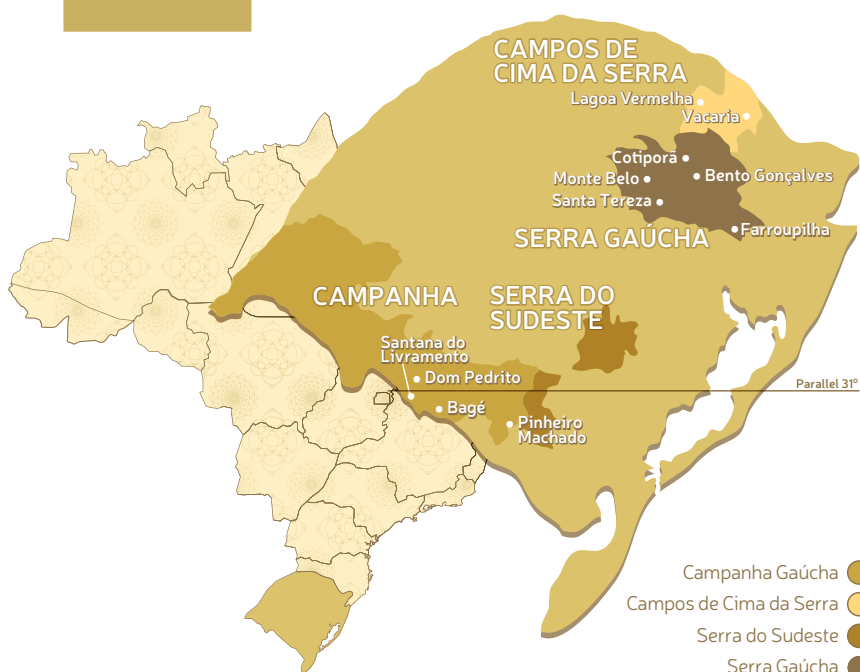 CAMPOS DE
CIMA DA SERRA
Lagoa Vermelha
Vacaria
Cotiporã
Monte Belo
Bento Gonçalves
Santa Tereza
Farroupilha
SERRA GAÚCHA
CAMPANHA
SERRA DO
SUDESTE
Santana do
Livramento
Dom Pedrito
Parallel 31º
Bagé
Pinheiro
Machado
Campanha Gaúcha
Campos de Cima da Serra
Serra do Sudeste
Serra Gaúcha